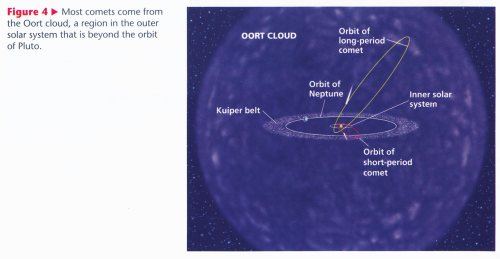 Figure 4 ▶ Most comets come from
the Oort cloud, a region in the outer
solar system that is beyond the orbit
of Pluto.
OORT CLOUD
Orbit of
long-period
comet
Orbit of
Neptune
Inner solar
system
Kuiper belt
Orbit of
short-period
comet